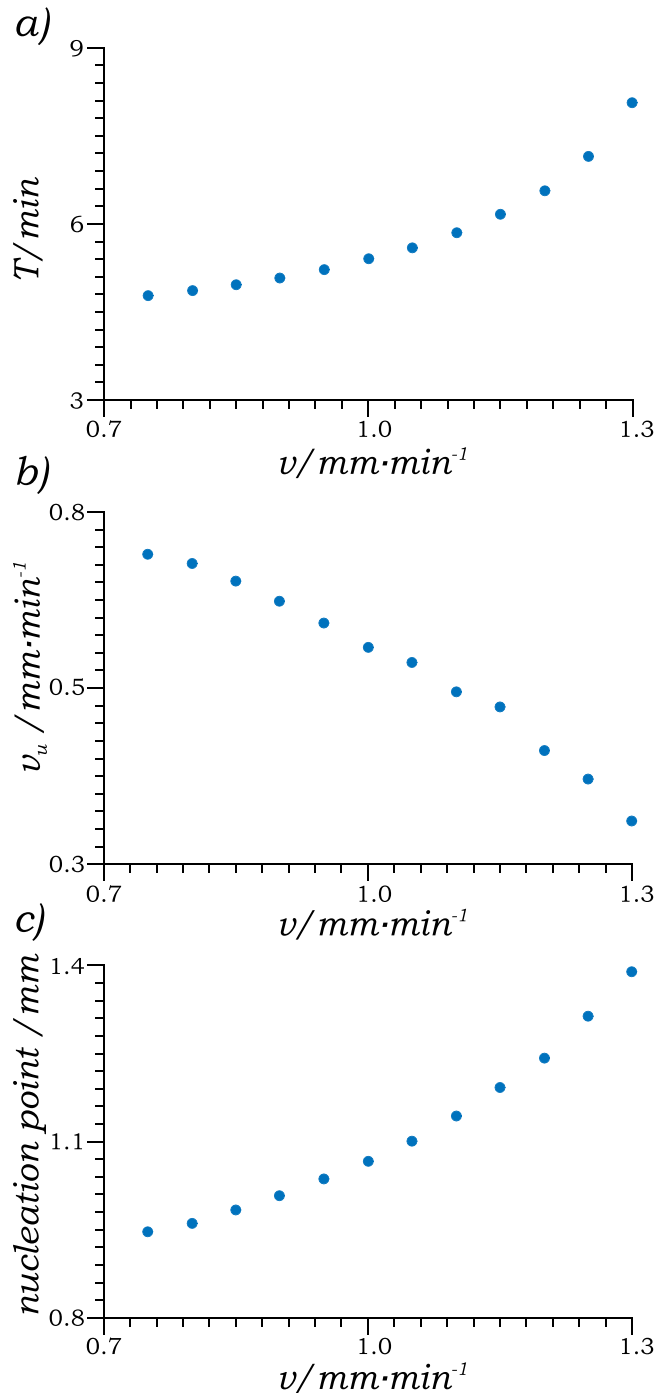 a)
9
6
3
T/min
0.7 1.0 1.3
v/mm·min⁻¹
b)
0.8
0.5
0.3
vᵤ/mm·min⁻¹
0.7 1.0 1.3
v/mm·min⁻¹
c)
1.4
1.1
0.8
nucleation point /mm
0.7 1.0 1.3
v/mm·min⁻¹